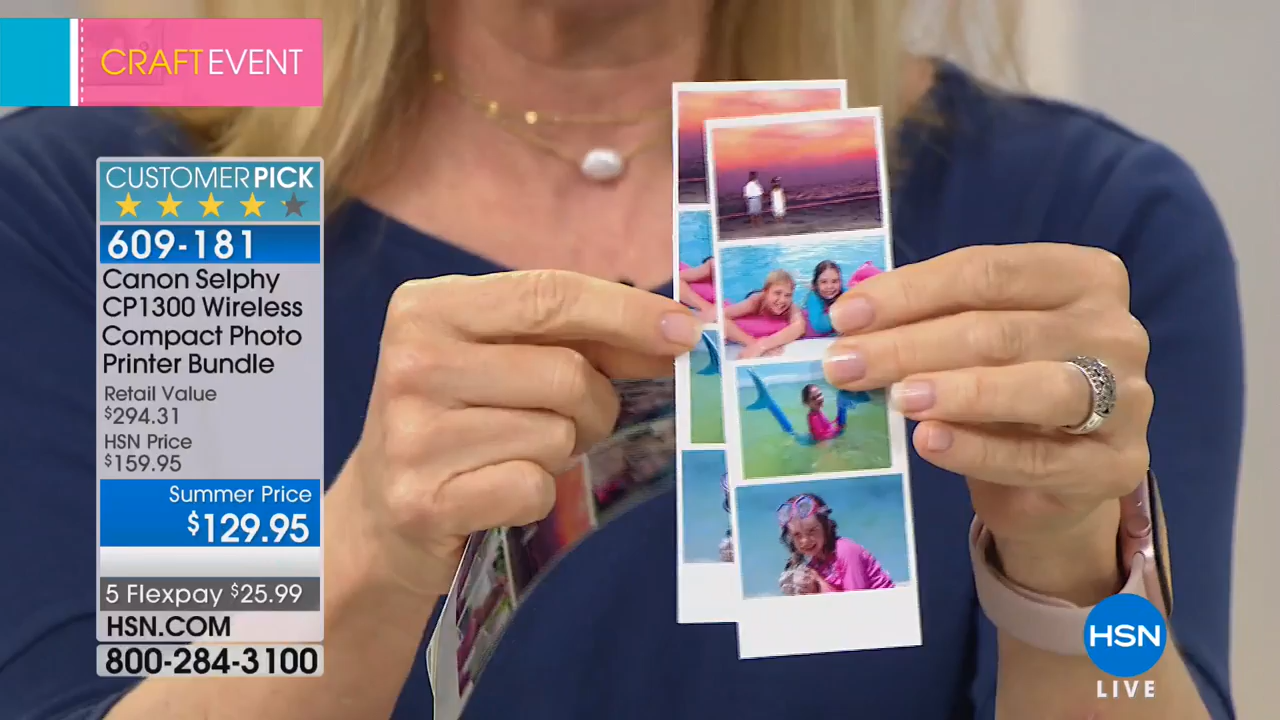 CRAFT EVENT
CUSTOMER PICK
609-181
Canon Selphy
CP1300 Wireless
Compact Photo
Printer Bundle
Retail Value
$294.31
HSN Price
$159.95
Summer Price
$129.95
5 Flexpay $25.99
HSN.COM
800-284-3100
HSN
LIVE